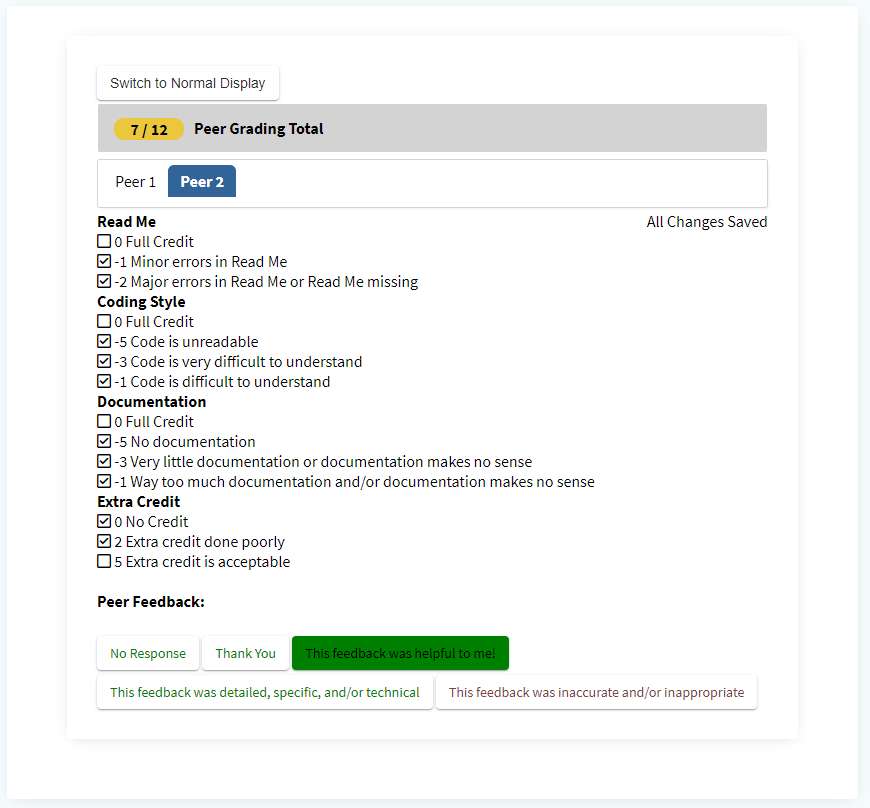 Switch to Normal Display
7 / 12 Peer Grading Total
Peer 1 Peer 2
Read Me All Changes Saved
0 Full Credit
-1 Minor errors in Read Me
-2 Major errors in Read Me or Read Me missing
Coding Style
0 Full Credit
-5 Code is unreadable
-3 Code is very difficult to understand
-1 Code is difficult to understand
Documentation
0 Full Credit
-5 No documentation
-3 Very little documentation or documentation makes no sense
-1 Way too much documentation and/or documentation makes no sense
Extra Credit
0 No Credit
2 Extra credit done poorly
5 Extra credit is acceptable
Peer Feedback:
No Response Thank You This feedback was helpful to me!
This feedback was detailed, specific, and/or technical This feedback was inaccurate and/or inappropriate